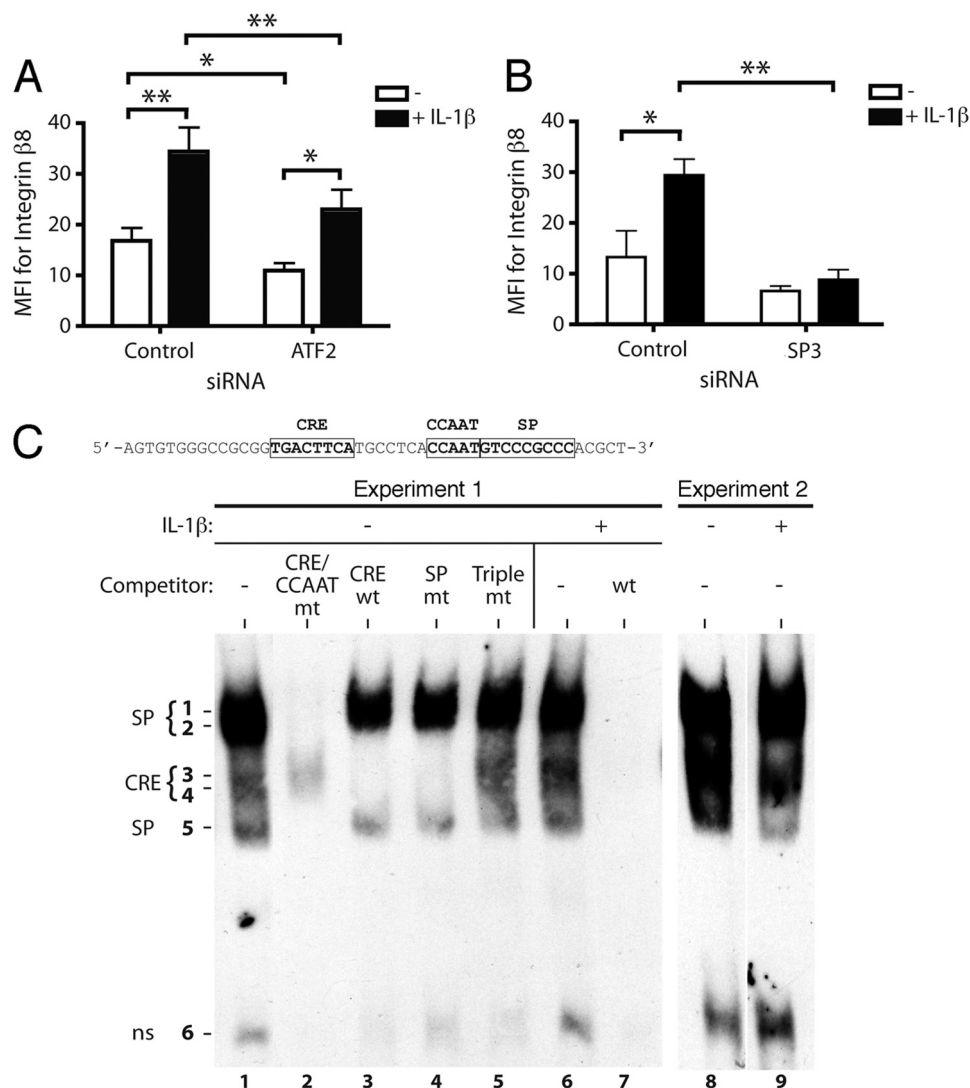 A
**
*
**
*
-
+ IL-1β
MFI for Integrin β8
40
30
20
10
0
Control
ATF2
siRNA
B
**
*
-
+ IL-1β
MFI for Integrin β8
40
30
20
10
0
Control
SP3
siRNA
C
CRE CCAAT SP
5’-AGTGTGGGCCGCGGTGACTTCATGCCTCACCAATGTCCCGCCCACGCT-3’
Experiment 1 Experiment 2
IL-1β: - + - +
Competitor: - CRE/CCAAT mt CRE wt SP mt Triple mt - wt - -
SP { 1
2
CRE { 3
4
SP 5
ns 6
1 2 3 4 5 6 7 8 9